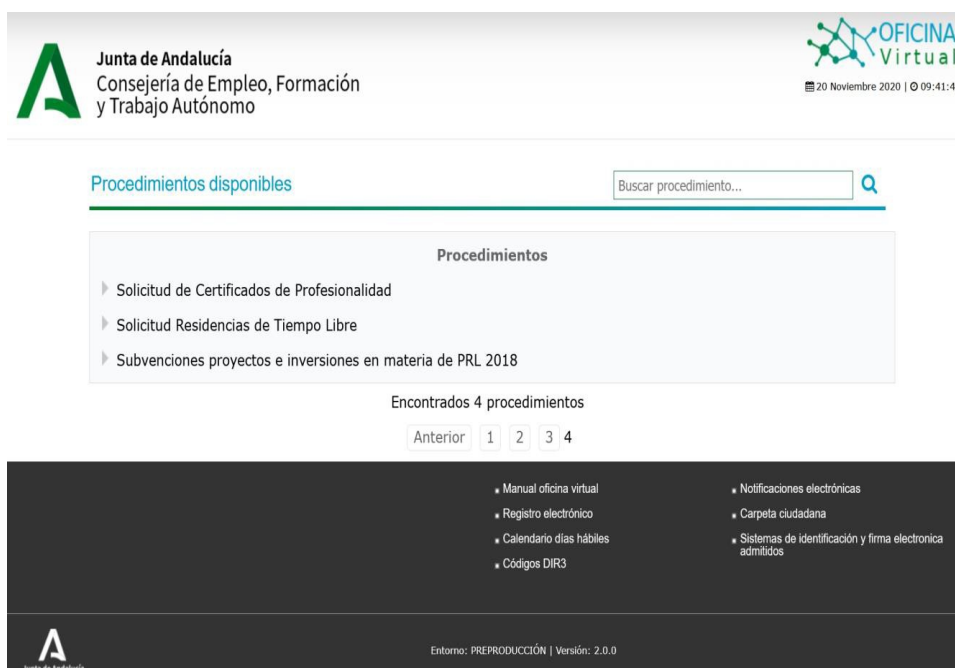 Junta de Andalucía
Consejería de Empleo, Formación
y Trabajo Autónomo
OFICINA
Virtual
20 Noviembre 2020 | 09:41:4
Procedimientos disponibles
Buscar procedimiento...
Procedimientos
Solicitud de Certificados de Profesionalidad
Solicitud Residencias de Tiempo Libre
Subvenciones proyectos e inversiones en materia de PRL 2018
Encontrados 4 procedimientos
Anterior 1 2 3 4
Manual oficina virtual
Registro electrónico
Calendario días hábiles
Códigos DIR3
Notificaciones electrónicas
Carpeta ciudadana
Sistemas de identificación y firma electronica
admitidos
Junta de Andalucía
Entorno: PREPRODUCCIÓN | Versión: 2.0.0